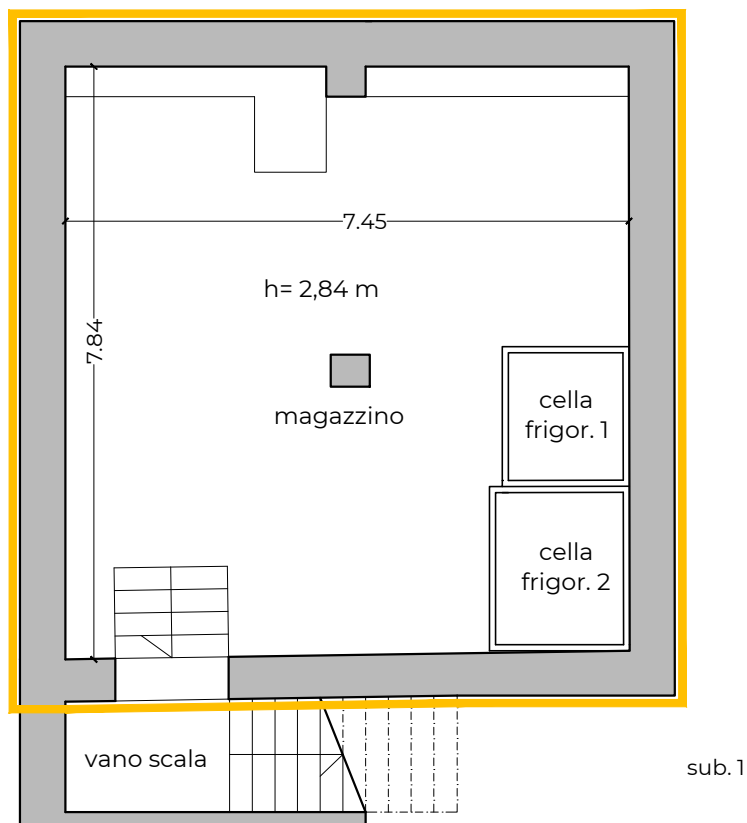 7.45
h= 2,84 m
7.84
magazzino
cella
frigor. 1
cella
frigor. 2
vano scala
sub. 1